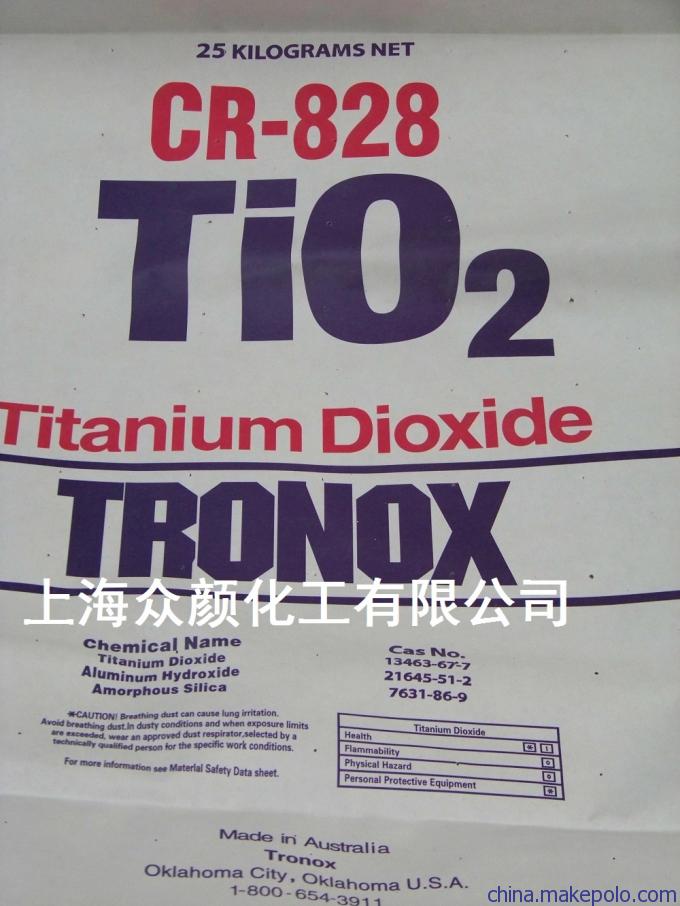 25 KILOGRAMS NET
CR-828
TiO2
Titanium Dioxide
TRONOX
上海众颜化工有限公司
Chemical Name
Titanium Dioxide
Aluminum Hydroxide
Amorphous Silica
Cas No.
13463-67-7
21645-51-2
7631-86-9
*CAUTION! Breathing dust can cause lung irritation.
Avoid breathing dust.In dusty conditions and when exposure limits
are exceeded, wear an approved dust respirator,selected by a
technically qualified person for the specific work conditions.
For more information see Material Safety Data sheet.
Titanium Dioxide
Health * 1
Flammability 0
Physical Hazard 0
Personal Protective Equipment *
Made in Australia
Tronox
Oklahoma City, Oklahoma U.S.A.
1-800-654-3911
china.makepolo.com